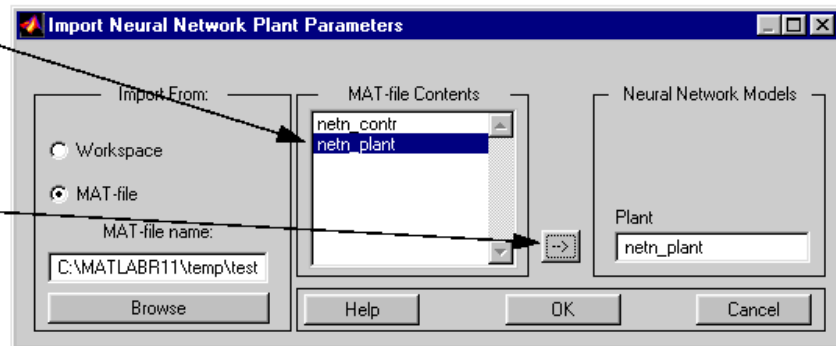 Import Neural Network Plant Parameters
Import From:
Workspace
MAT-file
MAT-file name:
C:\MATLABR11\temp\test
Browse
MAT-file Contents
netn_contr
netn_plant
-->
Neural Network Models
Plant
netn_plant
Help
OK
Cancel